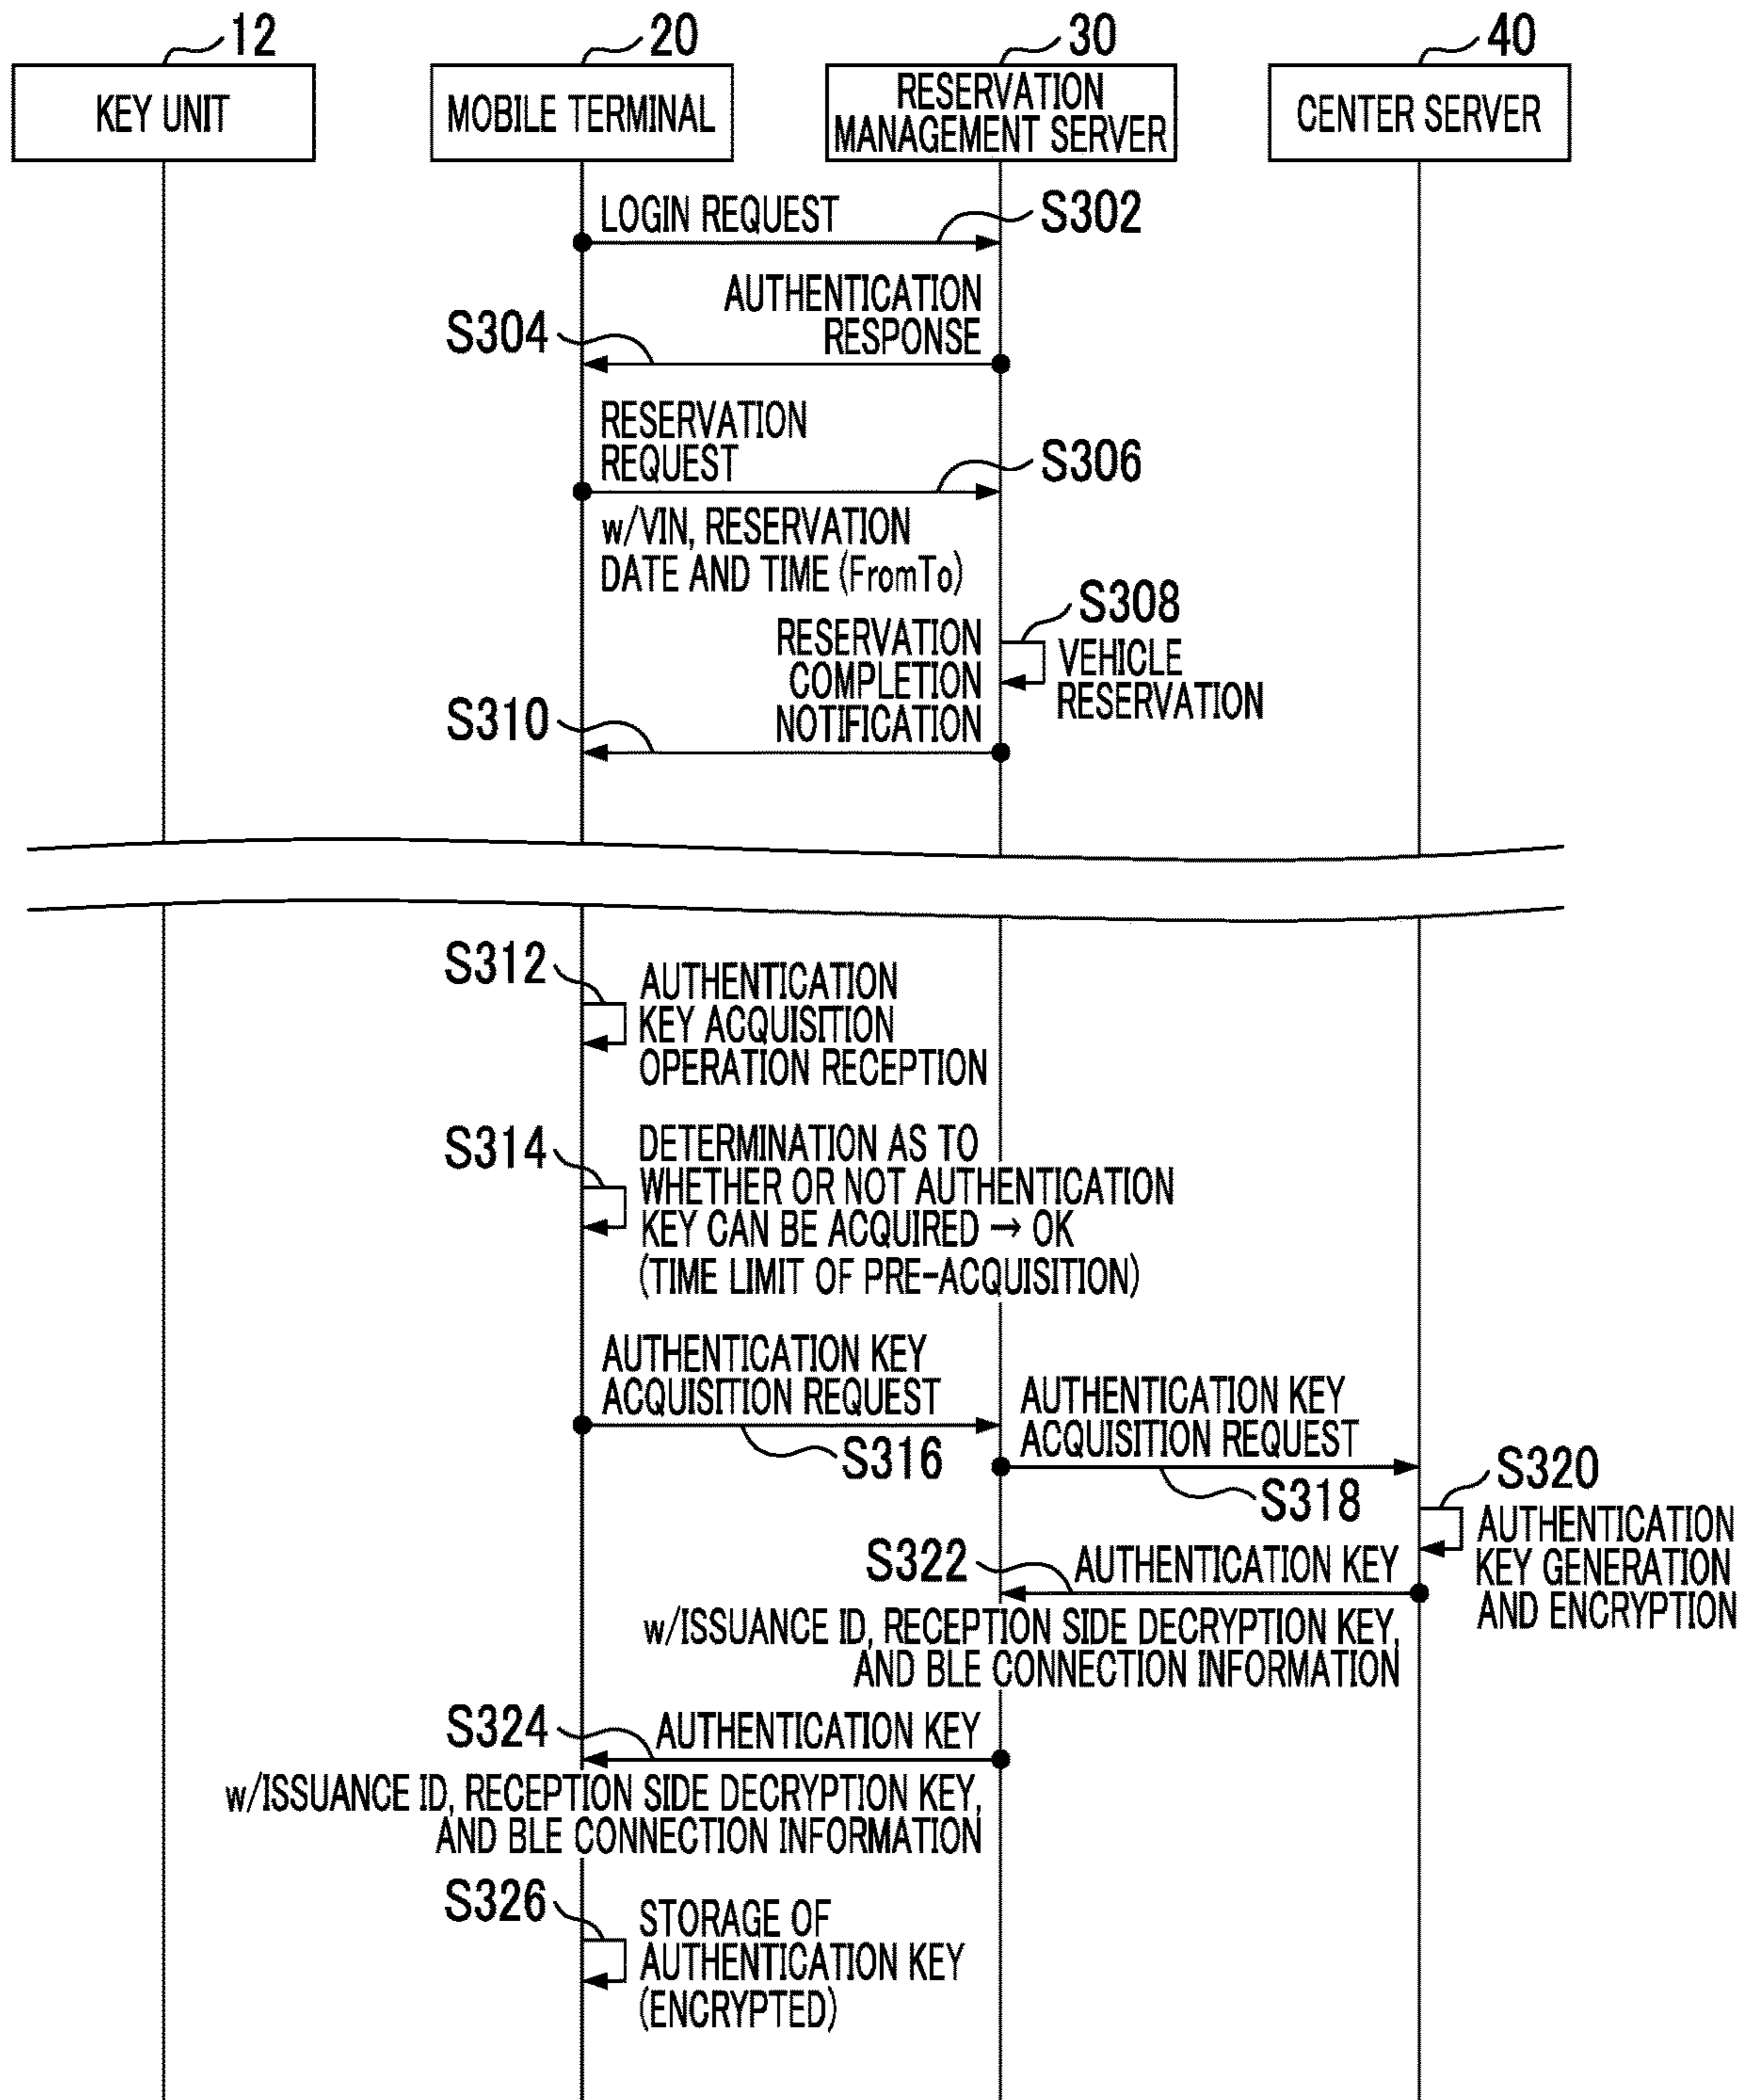 12
20
30
40
KEY UNIT
MOBILE TERMINAL
RESERVATION
MANAGEMENT SERVER
CENTER SERVER
LOGIN REQUEST
S302
AUTHENTICATION
RESPONSE
S304
RESERVATION
REQUEST
S306
w/VIN, RESERVATION
DATE AND TIME (FromTo)
S308
VEHICLE
RESERVATION
RESERVATION
COMPLETION
NOTIFICATION
S310
S312
AUTHENTICATION
KEY ACQUISITION
OPERATION RECEPTION
S314
DETERMINATION AS TO
WHETHER OR NOT AUTHENTICATION
KEY CAN BE ACQUIRED → OK
(TIME LIMIT OF PRE-ACQUISITION)
AUTHENTICATION KEY
ACQUISITION REQUEST
S316
AUTHENTICATION KEY
ACQUISITION REQUEST
S318
S320
AUTHENTICATION
KEY GENERATION
AND ENCRYPTION
S322
AUTHENTICATION KEY
w/ISSUANCE ID, RECEPTION SIDE DECRYPTION KEY,
AND BLE CONNECTION INFORMATION
S324
AUTHENTICATION KEY
w/ISSUANCE ID, RECEPTION SIDE DECRYPTION KEY,
AND BLE CONNECTION INFORMATION
S326
STORAGE OF
AUTHENTICATION KEY
(ENCRYPTED)